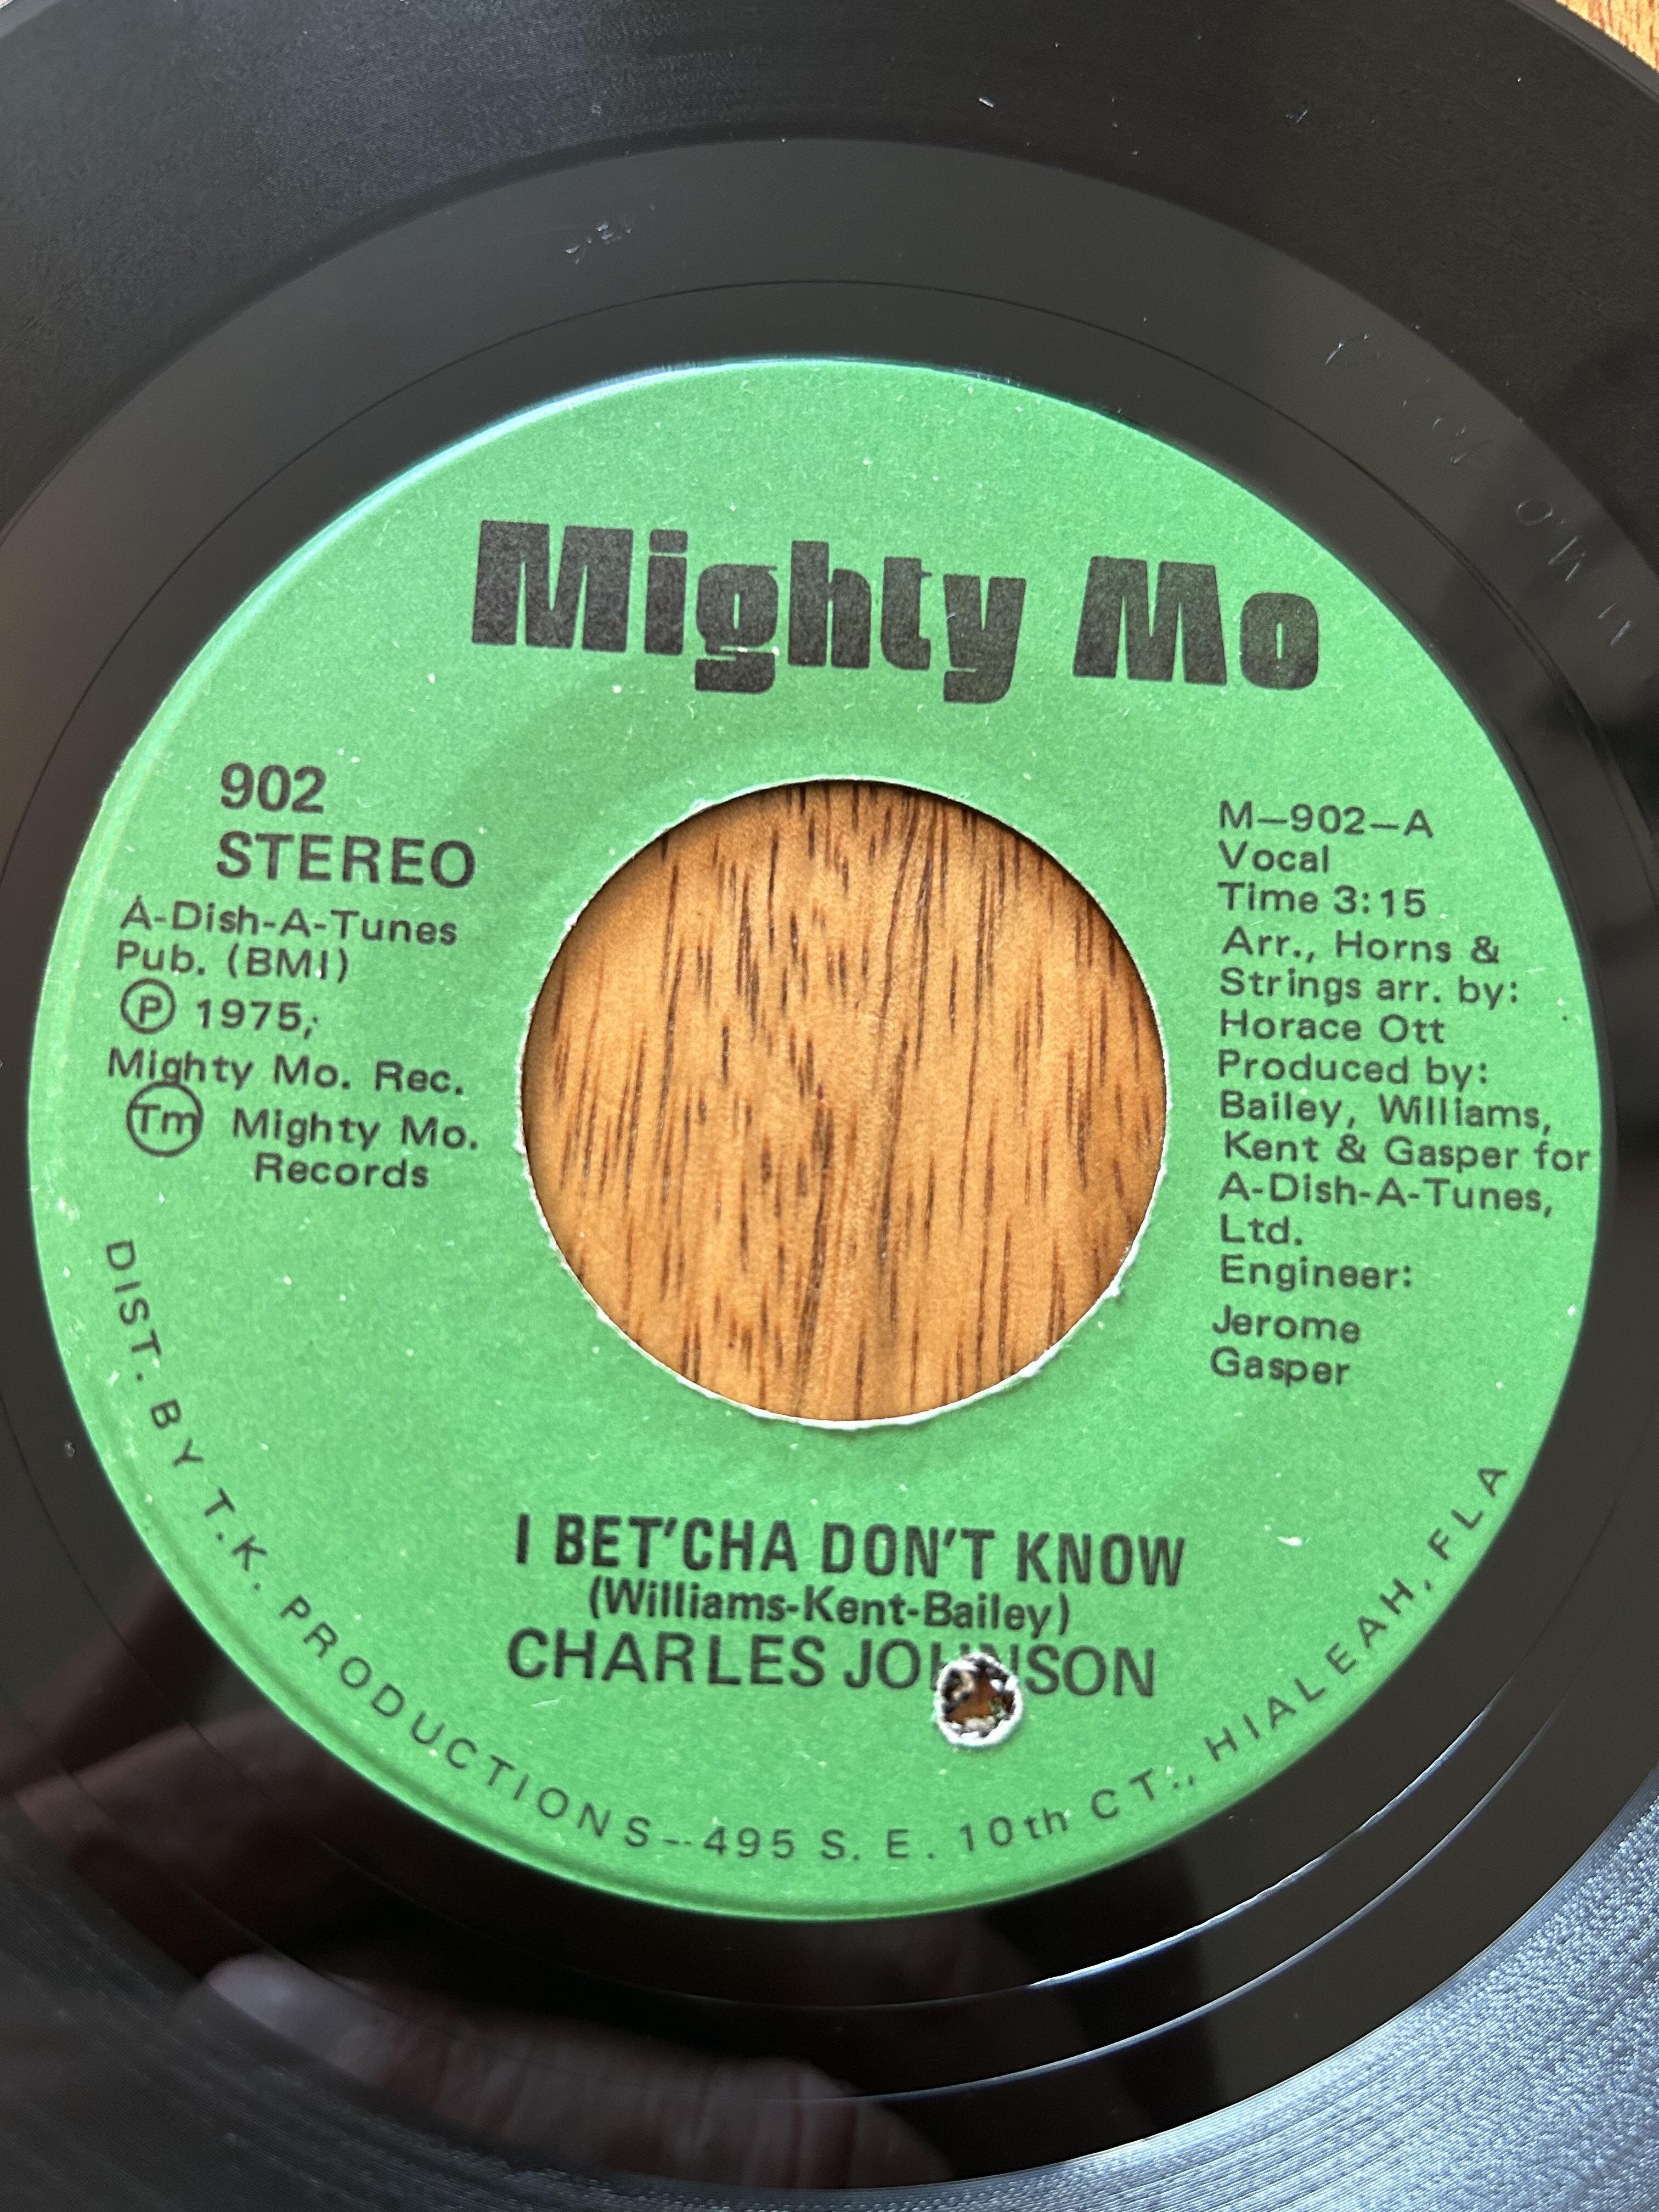 Mighty Mo
902
STEREO
A-Dish-A-Tunes
Pub. (BMI)
Ⓟ 1975,
Mighty Mo. Rec.
Tm Mighty Mo.
Records
M–902–A
Vocal
Time 3:15
Arr., Horns &
Strings arr. by:
Horace Ott
Produced by:
Bailey, Williams,
Kent & Gasper for
A-Dish-A-Tunes,
Ltd.
Engineer:
Jerome
Gasper
I BET'CHA DON'T KNOW
(Williams-Kent-Bailey)
CHARLES JOHNSON
DIST. BY T.K. PRODUCTIONS--495 S. E. 10th CT., HIALEAH, FLA